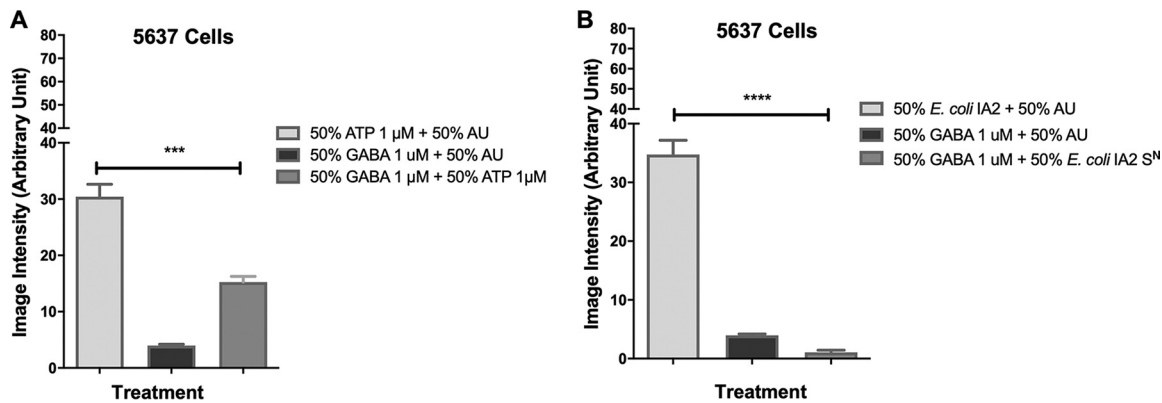 A
5637 Cells
Image Intensity (Arbitrary Unit)
80
70
60
50
40
40
30
20
10
0
***
Treatment
50% ATP 1 µM + 50% AU
50% GABA 1 uM + 50% AU
50% GABA 1 µM + 50% ATP 1µM
B
5637 Cells
Image Intensity (Arbitrary Unit)
80
70
60
50
40
40
30
20
10
0
****
Treatment
50% E. coli IA2 + 50% AU
50% GABA 1 uM + 50% AU
50% GABA 1 uM + 50% E. coli IA2 Sᴺ